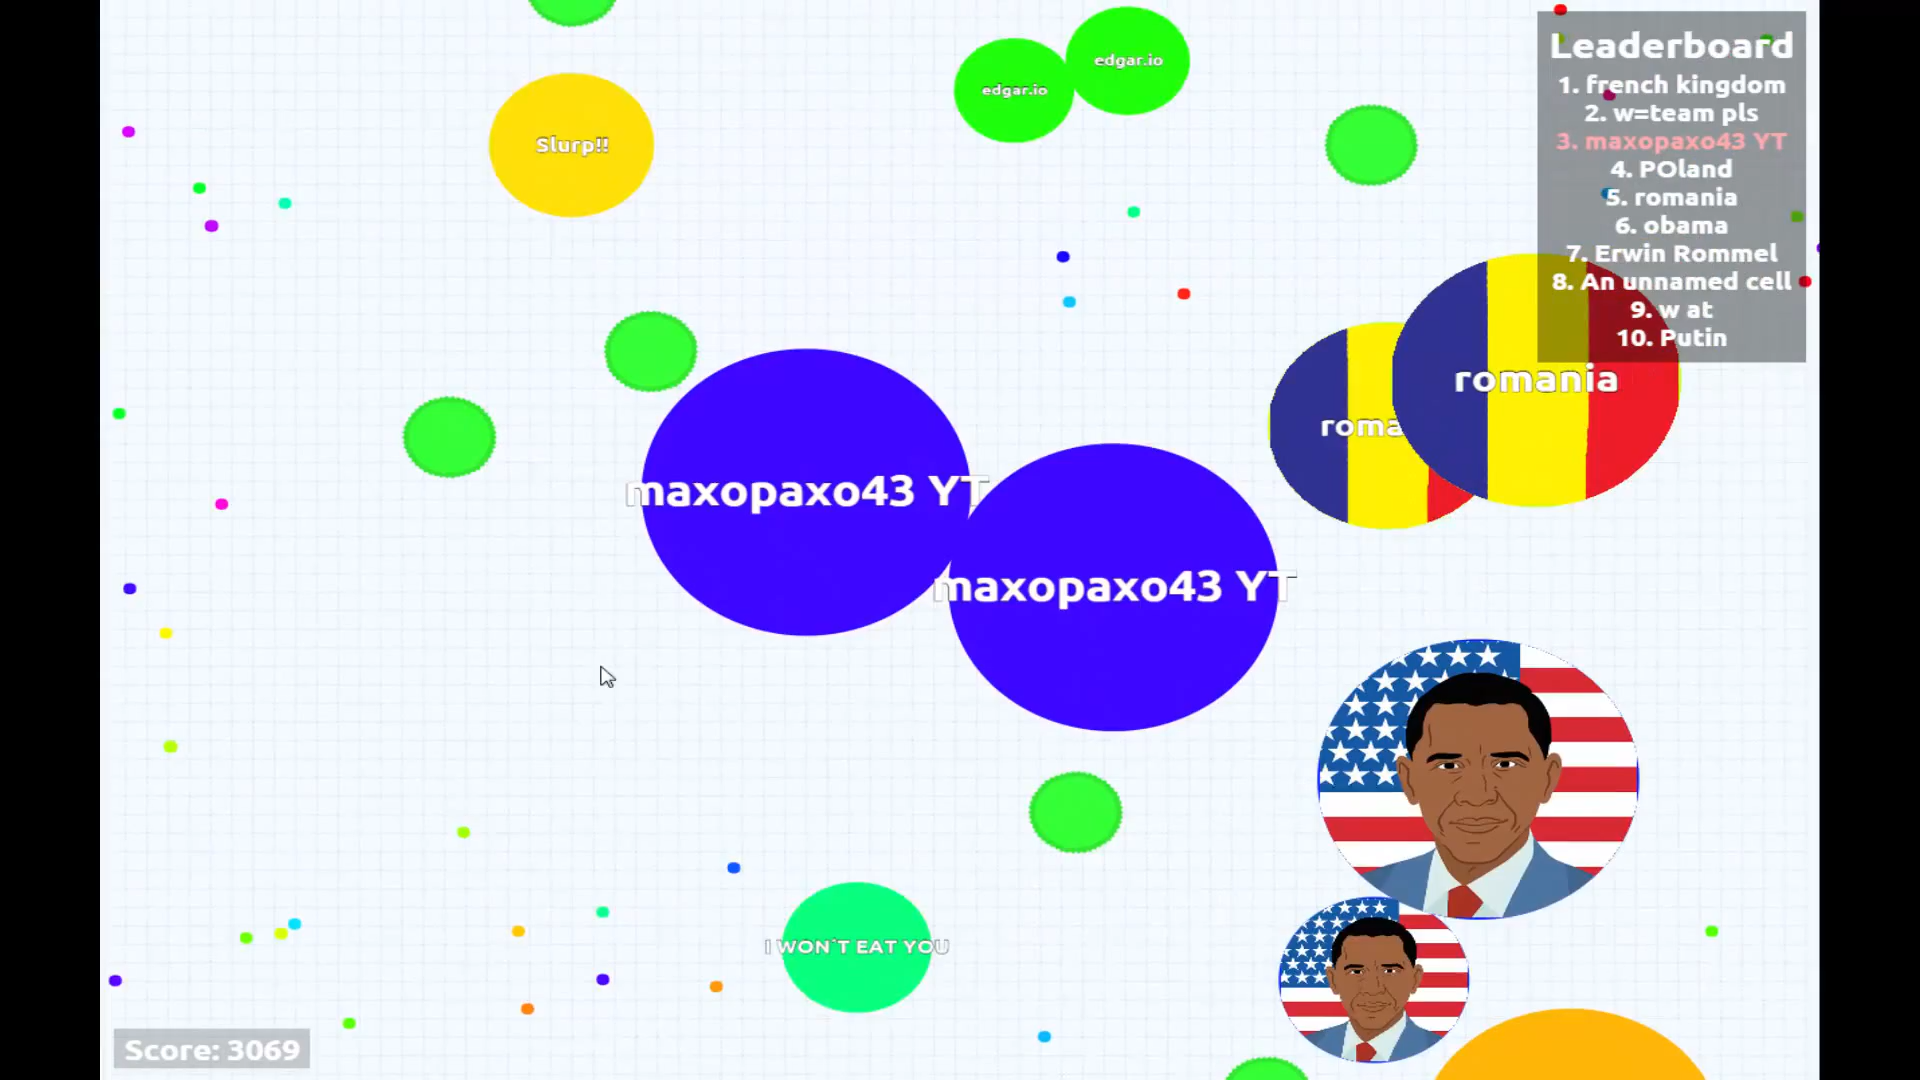 edgar.io
edgar.io
Slurp!!
Leaderboard
1. french kingdom
2. w=team pls
3. maxopaxo43 YT
4. POland
5. romania
6. obama
7. Erwin Rommel
8. An unnamed cell
9. w at
10. Putin
romania
roma
maxopaxo43 YT
maxopaxo43 YT
I WON'T EAT YOU
Score: 3069